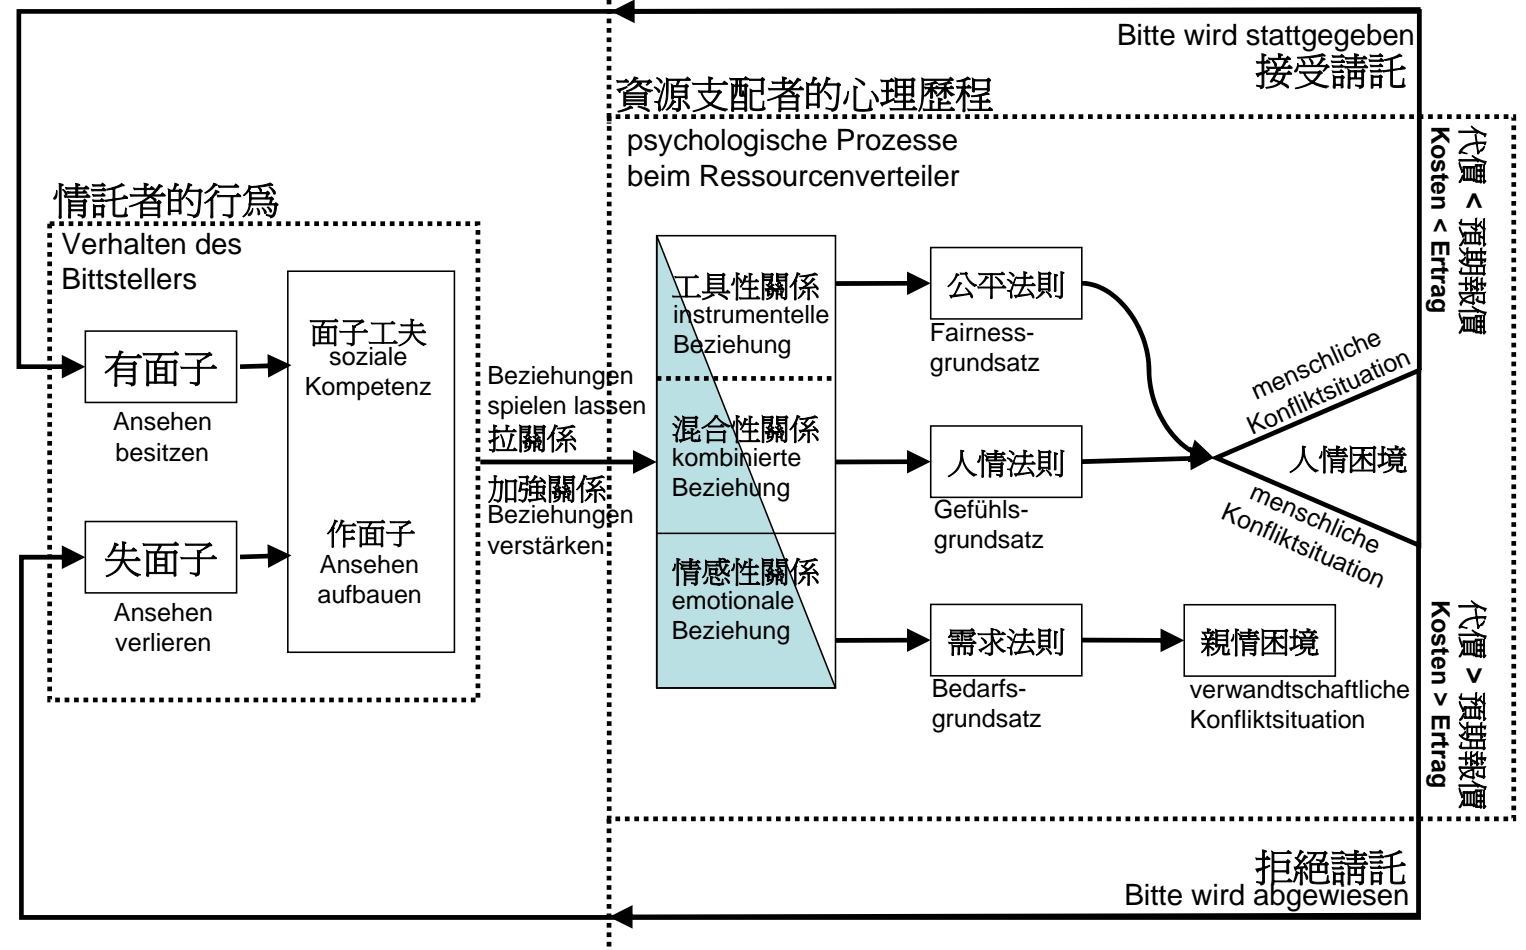 Bitte wird stattgegeben
接受請託
資源支配者的心理歷程
psychologische Prozesse
beim Ressourcenverteiler
情託者的行爲
Verhalten des
Bittstellers
有面子
Ansehen
besitzen
失面子
Ansehen
verlieren
面子工夫
soziale
Kompetenz
作面子
Ansehen
aufbauen
Beziehungen
spielen lassen
拉關係
加強關係
Beziehungen
verstärken
工具性關係
instrumentelle
Beziehung
混合性關係
kombinierte
Beziehung
情感性關係
emotionale
Beziehung
公平法則
Fairness-
grundsatz
人情法則
Gefühls-
grundsatz
需求法則
Bedarfs-
grundsatz
menschliche
Konfliktsituation
人情困境
menschliche
Konfliktsituation
親情困境
verwandtschaftliche
Konfliktsituation
代價 < 預期報價
Kosten < Ertrag
代價 > 預期報價
Kosten > Ertrag
拒絕請託
Bitte wird abgewiesen